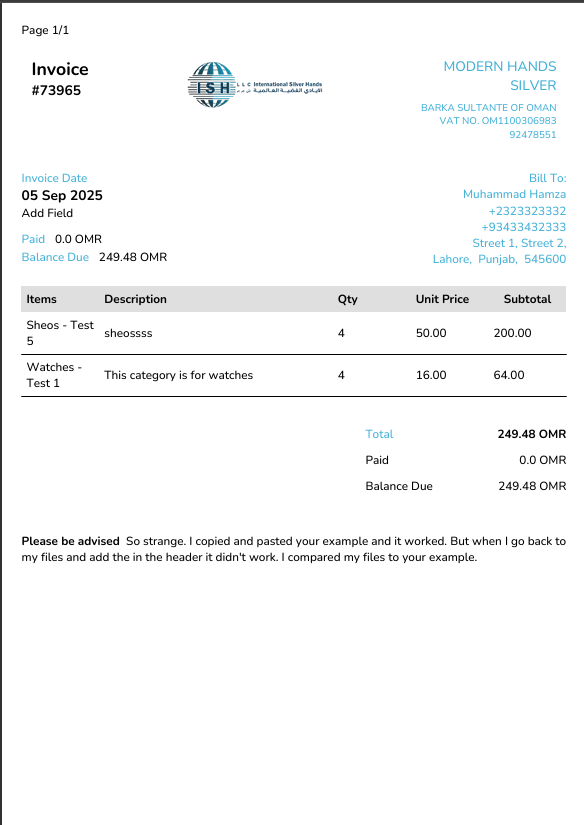 Page 1/1
Invoice
#73965
ISH
LLC International Silver Hands
الأيادي الفضية العالمية ش.م.م
MODERN HANDS
SILVER
BARKA SULTANTE OF OMAN
VAT NO. OM1100306983
92478551
Invoice Date
05 Sep 2025
Add Field
Paid 0.0 OMR
Balance Due 249.48 OMR
Bill To:
Muhammad Hamza
+2323323332
+93433432333
Street 1, Street 2,
Lahore, Punjab, 545600
Items Description Qty Unit Price Subtotal
Sheos - Test
5 sheossss 4 50.00 200.00
Watches -
Test 1 This category is for watches 4 16.00 64.00
Total 249.48 OMR
Paid 0.0 OMR
Balance Due 249.48 OMR
Please be advised So strange. I copied and pasted your example and it worked. But when I go back to
my files and add the in the header it didn't work. I compared my files to your example.